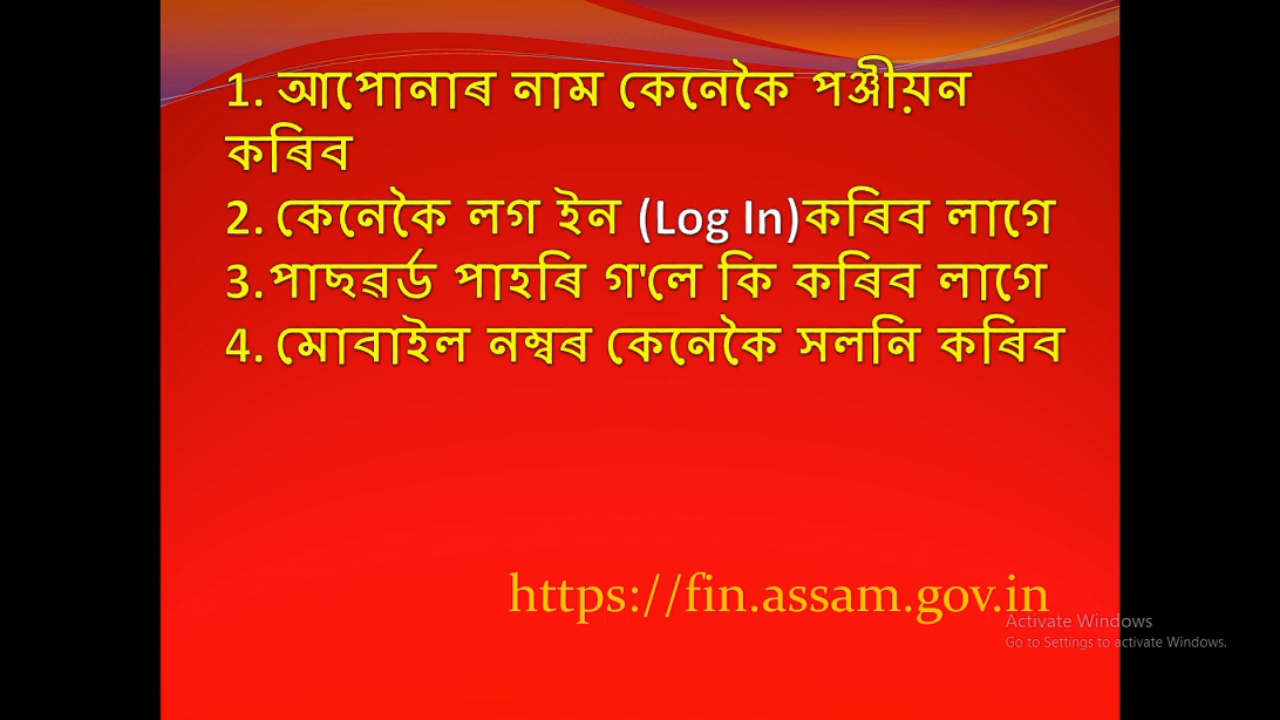 1. আপোনাৰ নাম কেনেকৈ পঞ্জীয়ন
কৰিব
2. কেনেকৈ লগ ইন (Log In)কৰিব লাগে
3.পাছৱৰ্ড পাহৰি গ'লে কি কৰিব লাগে
4. মোবাইল নম্বৰ কেনেকৈ সলনি কৰিব
https://fin.assam.gov.in
Activate Windows
Go to Settings to activate Windows.